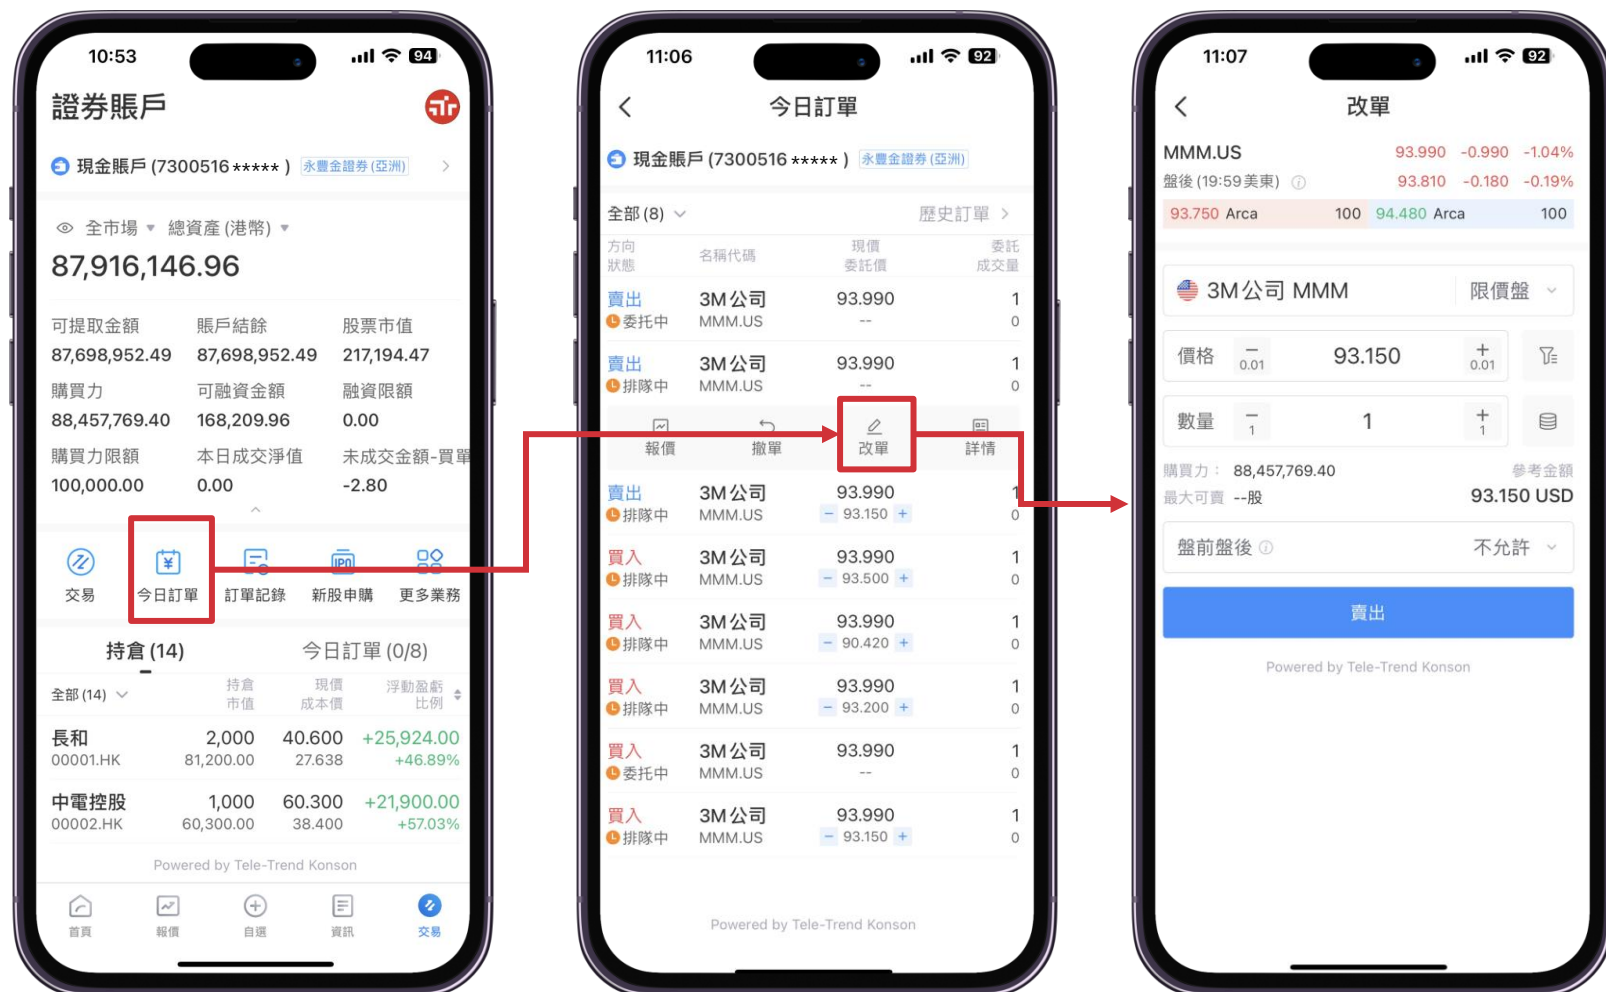 10:53
94
證券賬戶
現金賬戶 (7300516 ***** ) 永豐金證券 (亞洲)
全市場 總資產 (港幣)
87,916,146.96
可提取金額 賬戶結餘 股票市值
87,698,952.49 87,698,952.49 217,194.47
購買力 可融資金額 融資限額
88,457,769.40 168,209.96 0.00
購買力限額 本日成交淨值 未成交金額-買單
100,000.00 0.00 -2.80
交易 今日訂單 訂單記錄 新股申購 更多業務
持倉 (14) 今日訂單 (0/8)
全部 (14) 持倉 現價 浮動盈虧
市值 成本價 比例
長和 2,000 40.600 +25,924.00
00001.HK 81,200.00 27.638 +46.89%
中電控股 1,000 60.300 +21,900.00
00002.HK 60,300.00 38.400 +57.03%
Powered by Tele-Trend Konson
首頁 報價 自選 資訊 交易
11:06
92
今日訂單
現金賬戶 (7300516 ***** ) 永豐金證券 (亞洲)
全部 (8) 歷史訂單
方向 名稱代碼 現價 委託
狀態 委託價 成交量
賣出 3M公司 93.990 1
委托中 MMM.US -- 0
賣出 3M公司 93.990 1
排隊中 MMM.US -- 0
報價 撤單 改單 詳情
賣出 3M公司 93.990 1
排隊中 MMM.US - 93.150 + 0
買入 3M公司 93.990 1
排隊中 MMM.US - 93.500 + 0
買入 3M公司 93.990 1
排隊中 MMM.US - 90.420 + 0
買入 3M公司 93.990 1
排隊中 MMM.US - 93.200 + 0
買入 3M公司 93.990 1
委托中 MMM.US -- 0
買入 3M公司 93.990 1
排隊中 MMM.US - 93.150 + 0
Powered by Tele-Trend Konson
11:07
92
改單
MMM.US 93.990 -0.990 -1.04%
盤後 (19:59美東) 93.810 -0.180 -0.19%
93.750 Arca 100 94.480 Arca 100
3M公司 MMM 限價盤
價格 - 0.01 93.150 + 0.01
數量 - 1 1 + 1
購買力： 88,457,769.40 參考金額
最大可賣 --股 93.150 USD
盤前盤後 不允許
賣出
Powered by Tele-Trend Konson